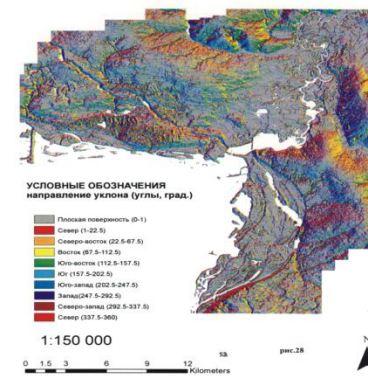 УСЛОВНЫЕ ОБОЗНАЧЕНИЯ
направление уклона (углы, град.)
Плоская поверхность (0-1)
Север (1-22.5)
Северо-восток (22.5-67.5)
Восток (67.5-112.5)
Юго-восток (112.5-157.5)
Юг (157.5-202.5)
Юго-запад (202.5-247.5)
Запад(247.5-292.5)
Северо-запад (292.5-337.5)
Север (337.5-360)
1:150 000
0 1.5 3 6 9 12
Kilometers
рис.28
N